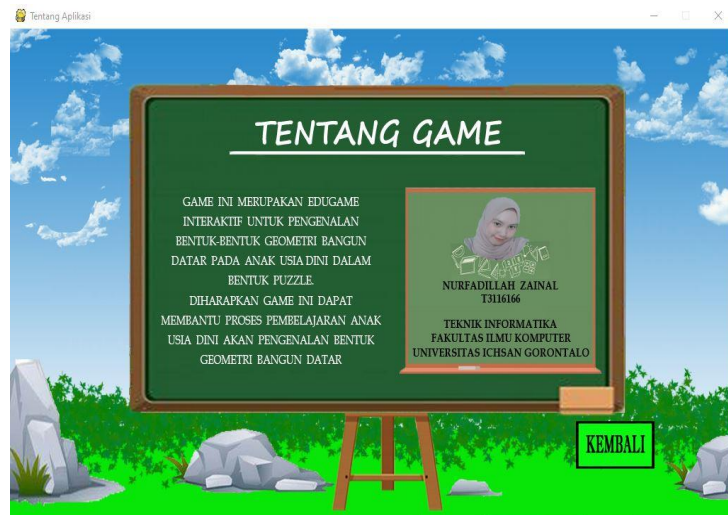 Tentang Aplikasi
TENTANG GAME
GAME INI MERUPAKAN EDUGAME
INTERAKTIF UNTUK PENGENALAN
BENTUK-BENTUK GEOMETRI BANGUN
DATAR PADA ANAK USIA DINI DALAM
BENTUK PUZZLE.
DIHARAPKAN GAME INI DAPAT
MEMBANTU PROSES PEMBELAJARAN ANAK
USIA DINI AKAN PENGENALAN BENTUK
GEOMETRI BANGUN DATAR
NURFADILLAH ZAINAL
T3116166
TEKNIK INFORMATIKA
FAKULTAS ILMU KOMPUTER
UNIVERSITAS ICHSAN GORONTALO
KEMBALI